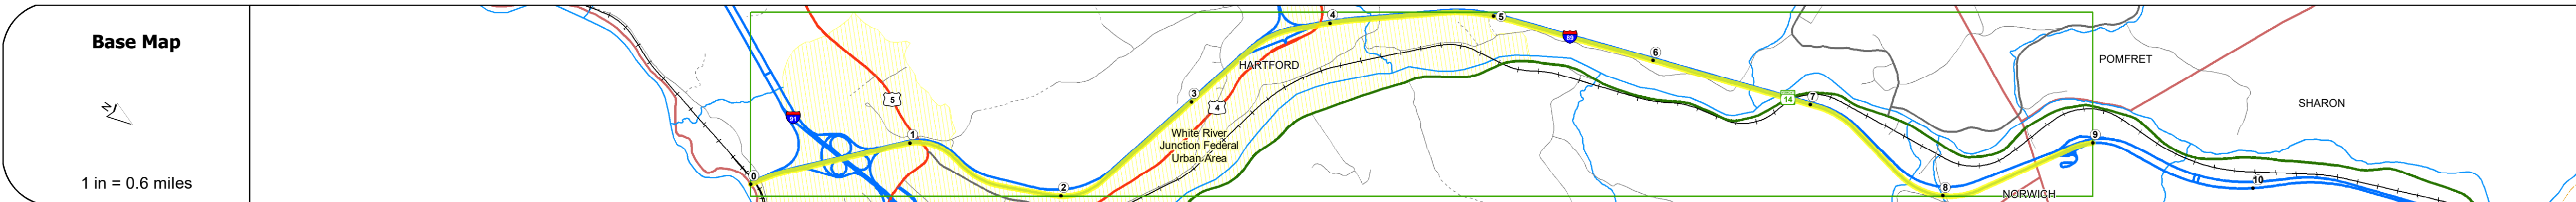 Base Map
N
1 in = 0.6 miles
0
91
5
1
2
3
4
HARTFORD
4
White River
Junction Federal
Urban Area
5
89
6
14
7
8
9
10
POMFRET
SHARON
NORWICH